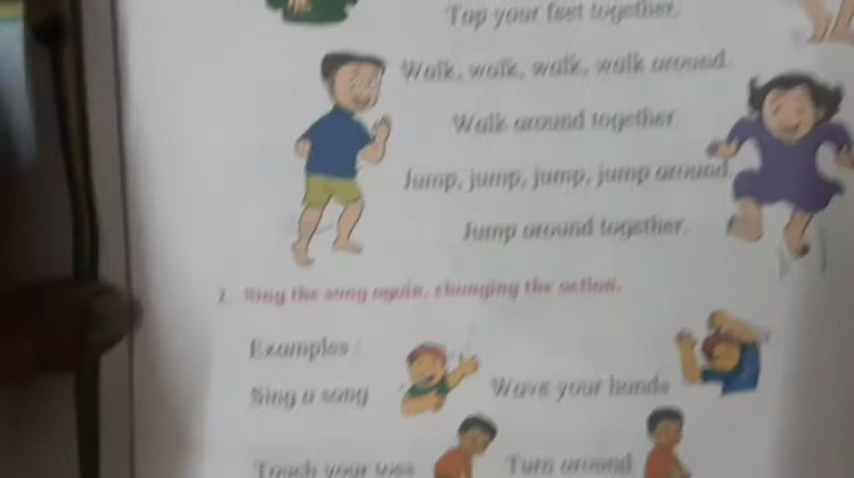 Tap your feet together.
Walk, walk, walk, walk around.
Walk around together.
Jump, jump, jump, jump around.
Jump around together.
2. Sing the song again, changing the action.
Examples :
Sing a song
Wave your hands
Touch your toes
Turn around